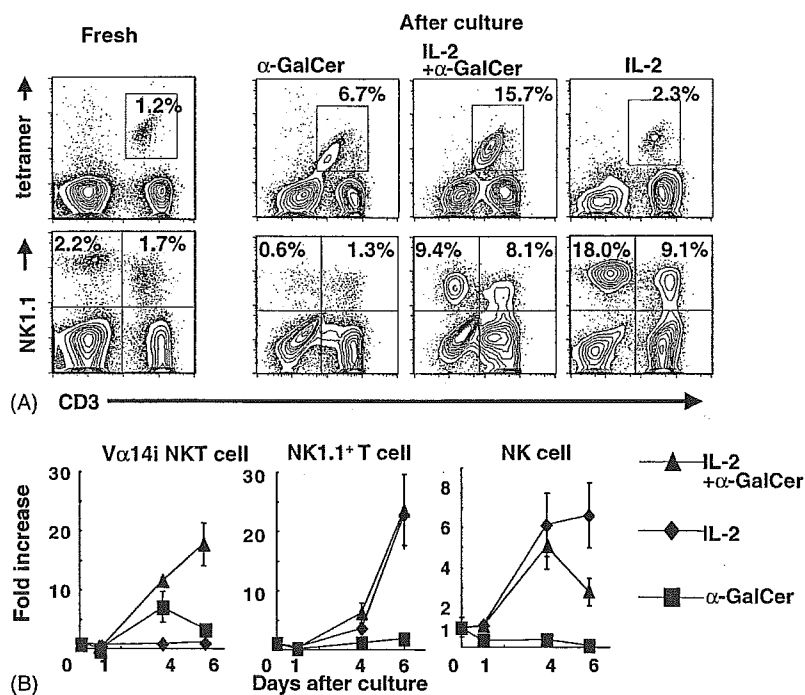 Fresh
After culture
α-GalCer
IL-2
+α-GalCer
IL-2
tetramer
1.2%
6.7%
15.7%
2.3%
NK1.1
2.2%
1.7%
0.6%
1.3%
9.4%
8.1%
18.0%
9.1%
(A)
CD3
Vα14i NKT cell
NK1.1+ T cell
NK cell
Fold increase
30
20
10
0
1
4
6
30
20
10
0
1
4
6
8
6
4
2
1
0
1
4
6
Days after culture
IL-2
+α-GalCer
IL-2
α-GalCer
(B)